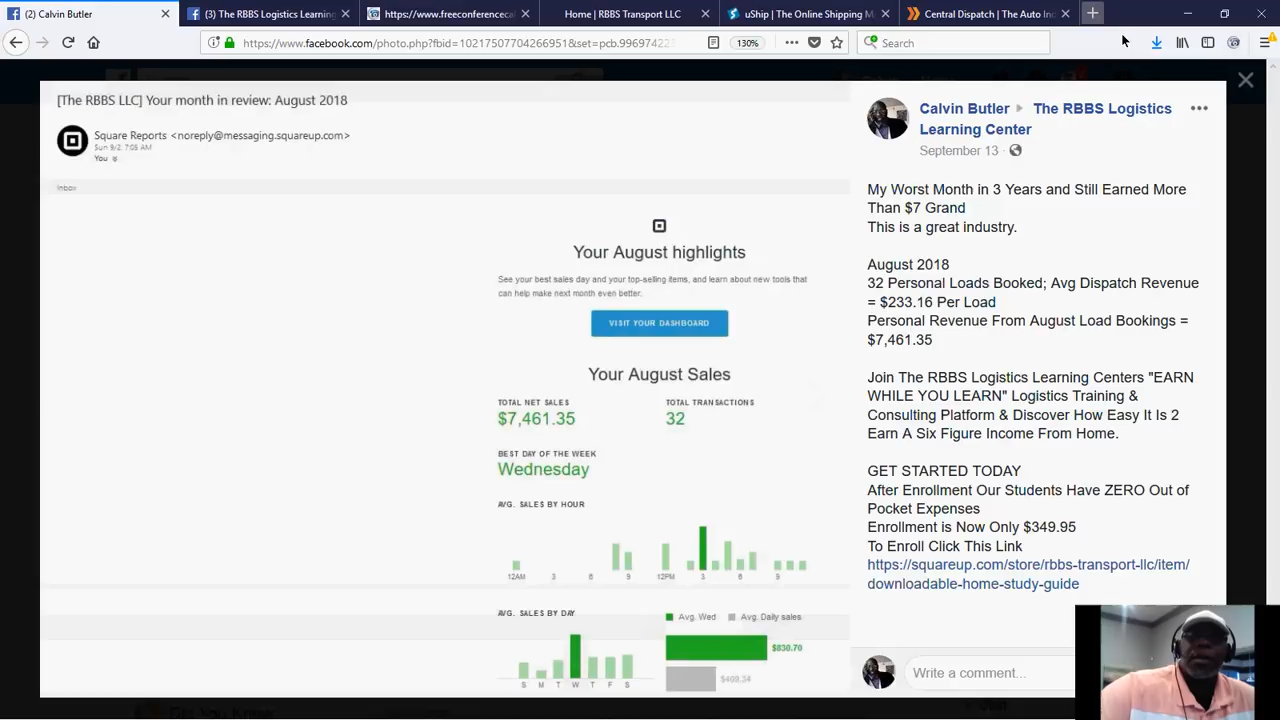 (2) Calvin Butler
(3) The RBBS Logistics Learning
https://www.freeconferenceca
Home | RBBS Transport LLC
uShip | The Online Shipping M
Central Dispatch | The Auto In
https://www.facebook.com/photo.php?fbid=10217507704266951&set=pcb.99697422
130%
Search
[The RBBS LLC] Your month in review: August 2018
Square Reports <noreply@messaging.squareup.com>
Sun 9/2, 7:05 AM
You
Inbox
Your August highlights
See your best sales day and your top-selling items, and learn about new tools that
can help make next month even better.
VISIT YOUR DASHBOARD
Your August Sales
TOTAL NET SALES
TOTAL TRANSACTIONS
$7,461.35
32
BEST DAY OF THE WEEK
Wednesday
AVG. SALES BY HOUR
12AM 3 6 9 12PM 3 6 9
AVG. SALES BY DAY
Avg. Wed
Avg. Daily sales
$830.70
S M T W T F S
Calvin Butler
The RBBS Logistics
Learning Center
September 13
My Worst Month in 3 Years and Still Earned More
Than $7 Grand
This is a great industry.
August 2018
32 Personal Loads Booked; Avg Dispatch Revenue
= $233.16 Per Load
Personal Revenue From August Load Bookings =
$7,461.35
Join The RBBS Logistics Learning Centers "EARN
WHILE YOU LEARN" Logistics Training &
Consulting Platform & Discover How Easy It Is 2
Earn A Six Figure Income From Home.
GET STARTED TODAY
After Enrollment Our Students Have ZERO Out of
Pocket Expenses
Enrollment is Now Only $349.95
To Enroll Click This Link
https://squareup.com/store/rbbs-transport-llc/item/
downloadable-home-study-guide
Write a comment...